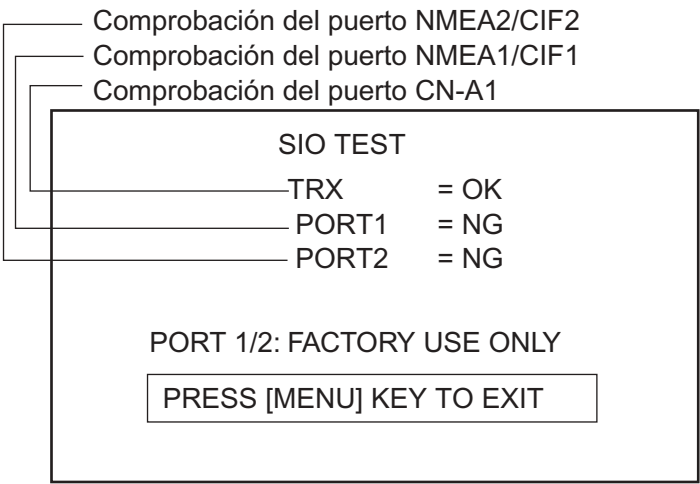 Comprobación del puerto NMEA2/CIF2
Comprobación del puerto NMEA1/CIF1
Comprobación del puerto CN-A1
SIO TEST
TRX = OK
PORT1 = NG
PORT2 = NG
PORT 1/2: FACTORY USE ONLY
PRESS [MENU] KEY TO EXIT